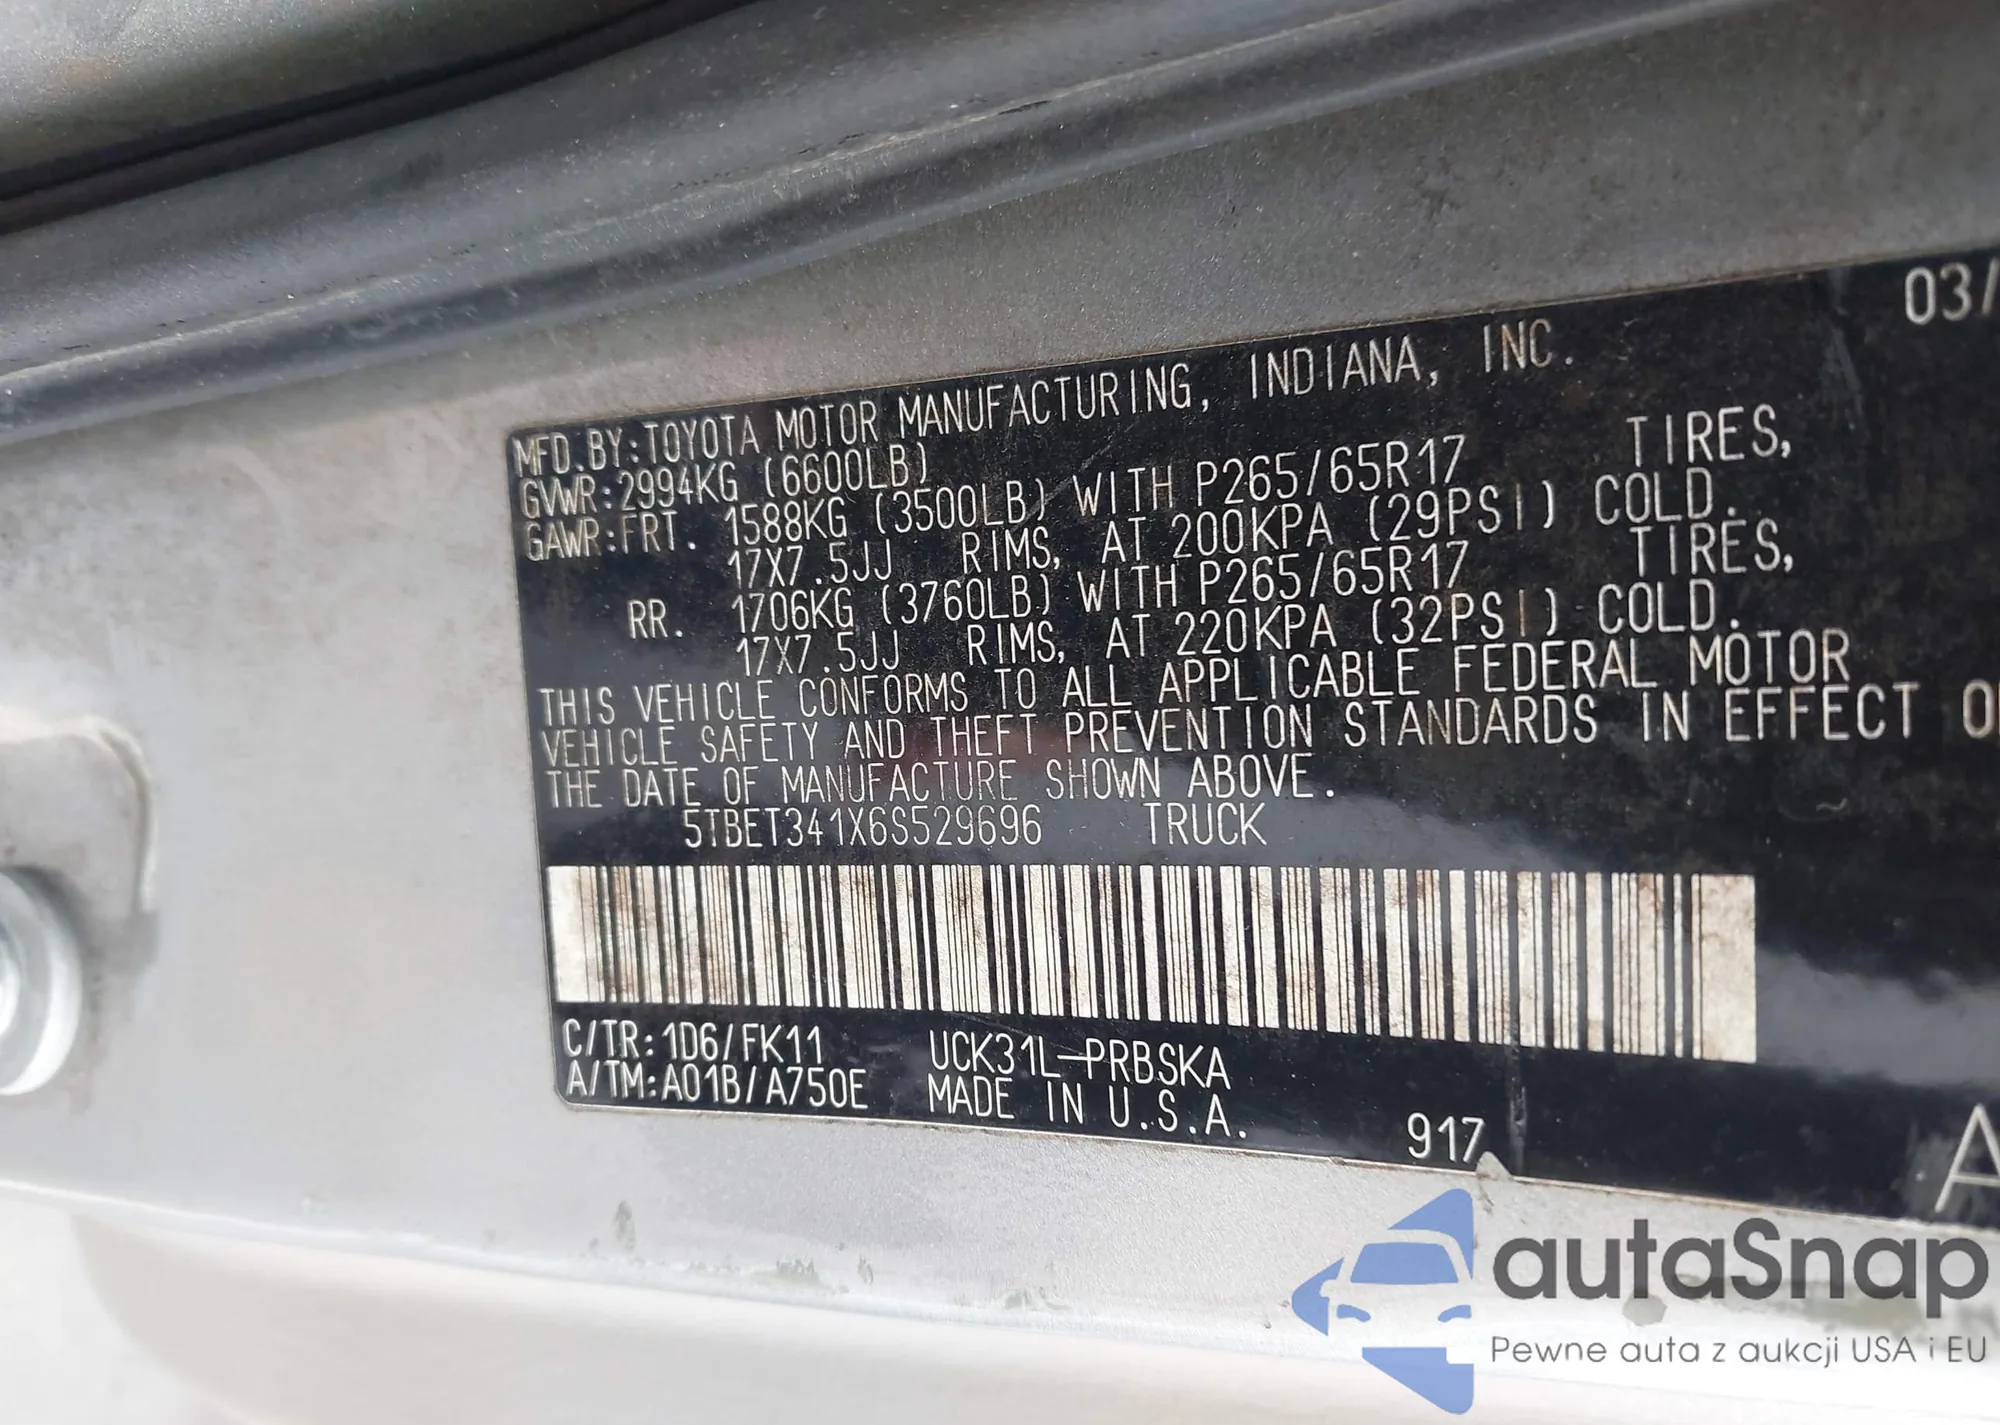 03/
MFD.BY:TOYOTA MOTOR MANUFACTURING, INDIANA, INC.
GVWR:2994KG (6600LB)
GAWR:FRT. 1588KG (3500LB) WITH P265/65R17 TIRES,
17X7.5JJ RIMS, AT 200KPA (29PSI) COLD.
RR. 1706KG (3760LB) WITH P265/65R17 TIRES,
17X7.5JJ RIMS, AT 220KPA (32PSI) COLD.
THIS VEHICLE CONFORMS TO ALL APPLICABLE FEDERAL MOTOR
VEHICLE SAFETY AND THEFT PREVENTION STANDARDS IN EFFECT
THE DATE OF MANUFACTURE SHOWN ABOVE.
5TBET341X6S529696 TRUCK
C/TR:1D6/FK11 UCK31L-PRBSKA
A/TM:A01B/A750E MADE IN U.S.A.
917
A
autaSnap
Pewne auta z aukcji USA i EU